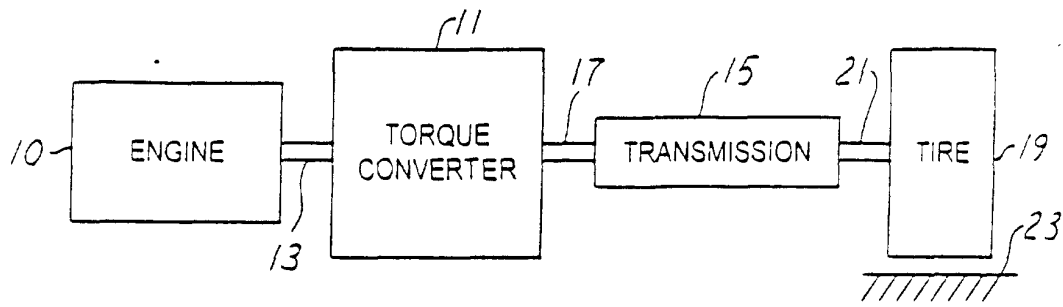 11
17
15
21
10
ENGINE
TORQUE
CONVERTER
TRANSMISSION
TIRE
19
13
23